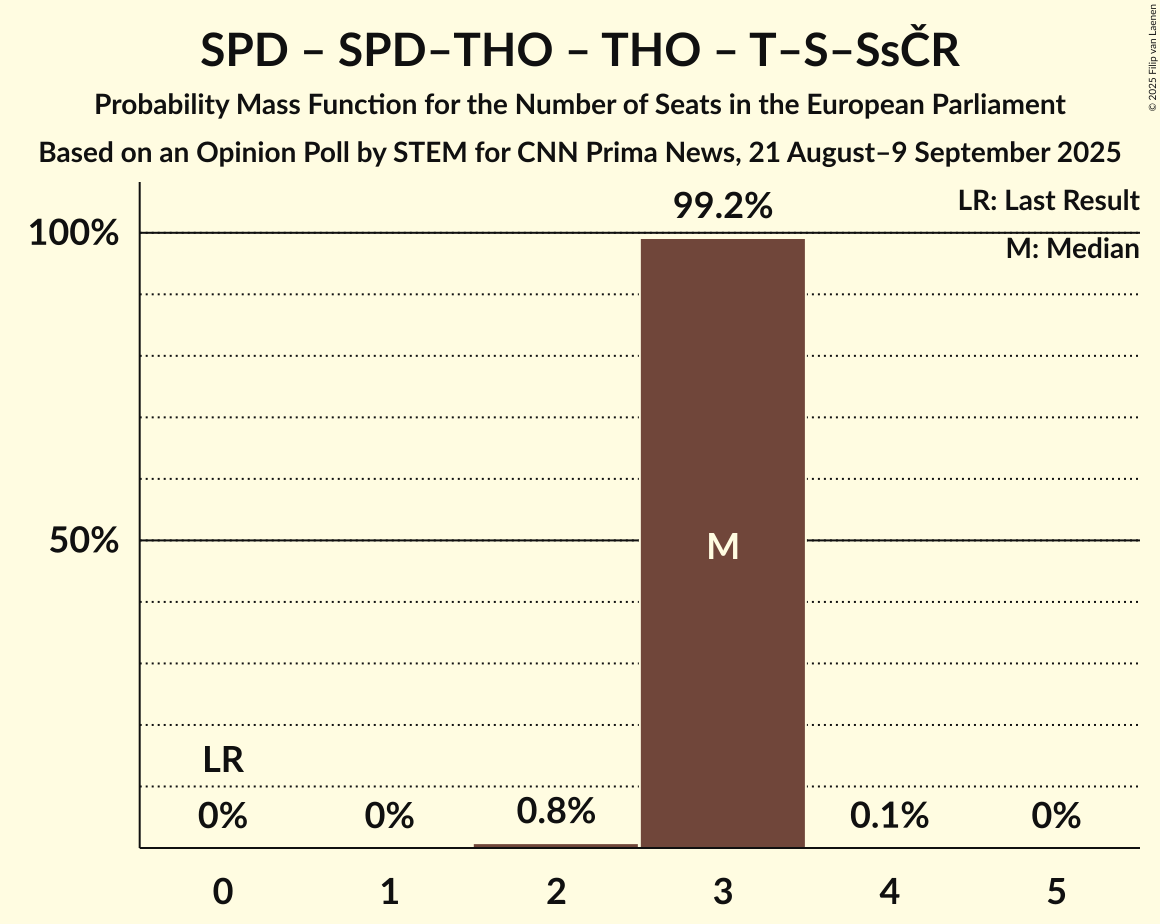 SPD – SPD–THO – THO – T–S–SsČR
Probability Mass Function for the Number of Seats in the European Parliament
Based on an Opinion Poll by STEM for CNN Prima News, 21 August–9 September 2025
© 2025 Filip van Laenen
LR: Last Result
M: Median
100%
50%
99.2%
M
LR
0%
0%
0.8%
0.1%
0%
0
1
2
3
4
5